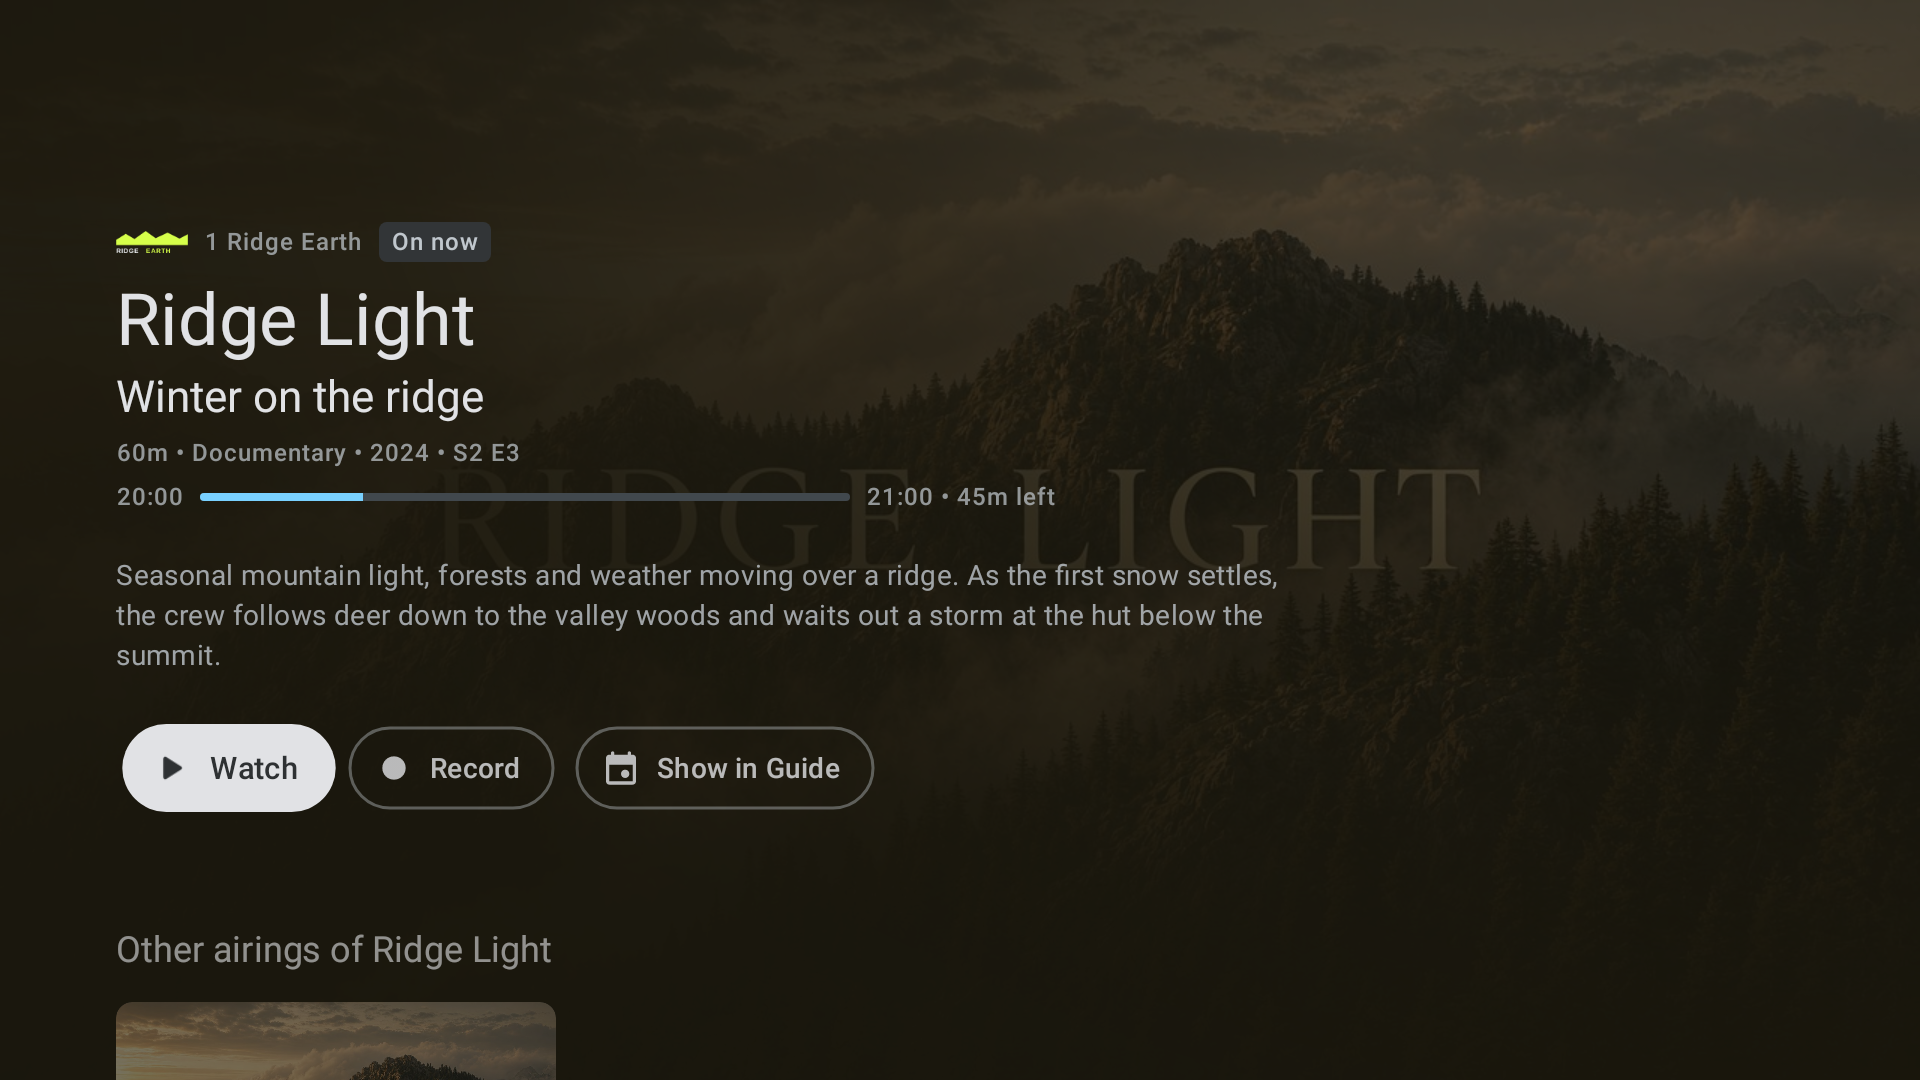 RIDGE EARTH
1 Ridge Earth
On now
Ridge Light
Winter on the ridge
60m • Documentary • 2024 • S2 E3
20:00
21:00 • 45m left
RIDGE LIGHT
Seasonal mountain light, forests and weather moving over a ridge. As the first snow settles,
the crew follows deer down to the valley woods and waits out a storm at the hut below the
summit.
Watch
Record
Show in Guide
Other airings of Ridge Light